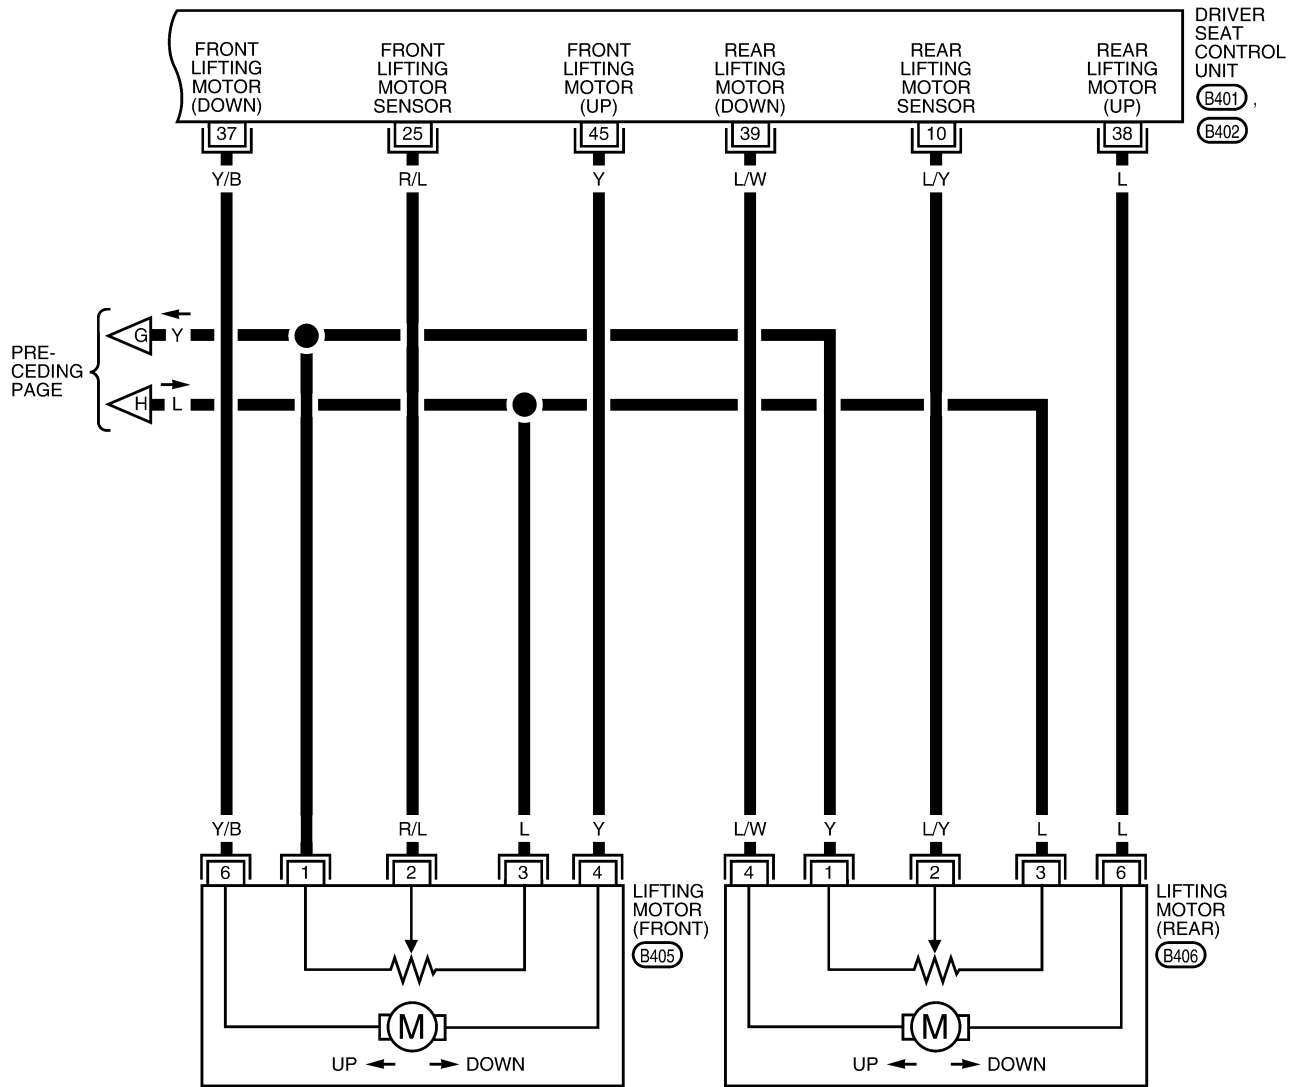 DRIVER
SEAT
CONTROL
UNIT
B401 ,
B402
FRONT
LIFTING
MOTOR
(DOWN)
FRONT
LIFTING
MOTOR
SENSOR
FRONT
LIFTING
MOTOR
(UP)
REAR
LIFTING
MOTOR
(DOWN)
REAR
LIFTING
MOTOR
SENSOR
REAR
LIFTING
MOTOR
(UP)
37 25 45 39 10 38
Y/B R/L Y L/W L/Y L
PRE-
CEDING
PAGE
G Y
H L
Y/B R/L L Y L/W Y L/Y L L
6 1 2 3 4 4 1 2 3 6
LIFTING
MOTOR
(FRONT)
B405
M
UP DOWN
LIFTING
MOTOR
(REAR)
B406
M
UP DOWN